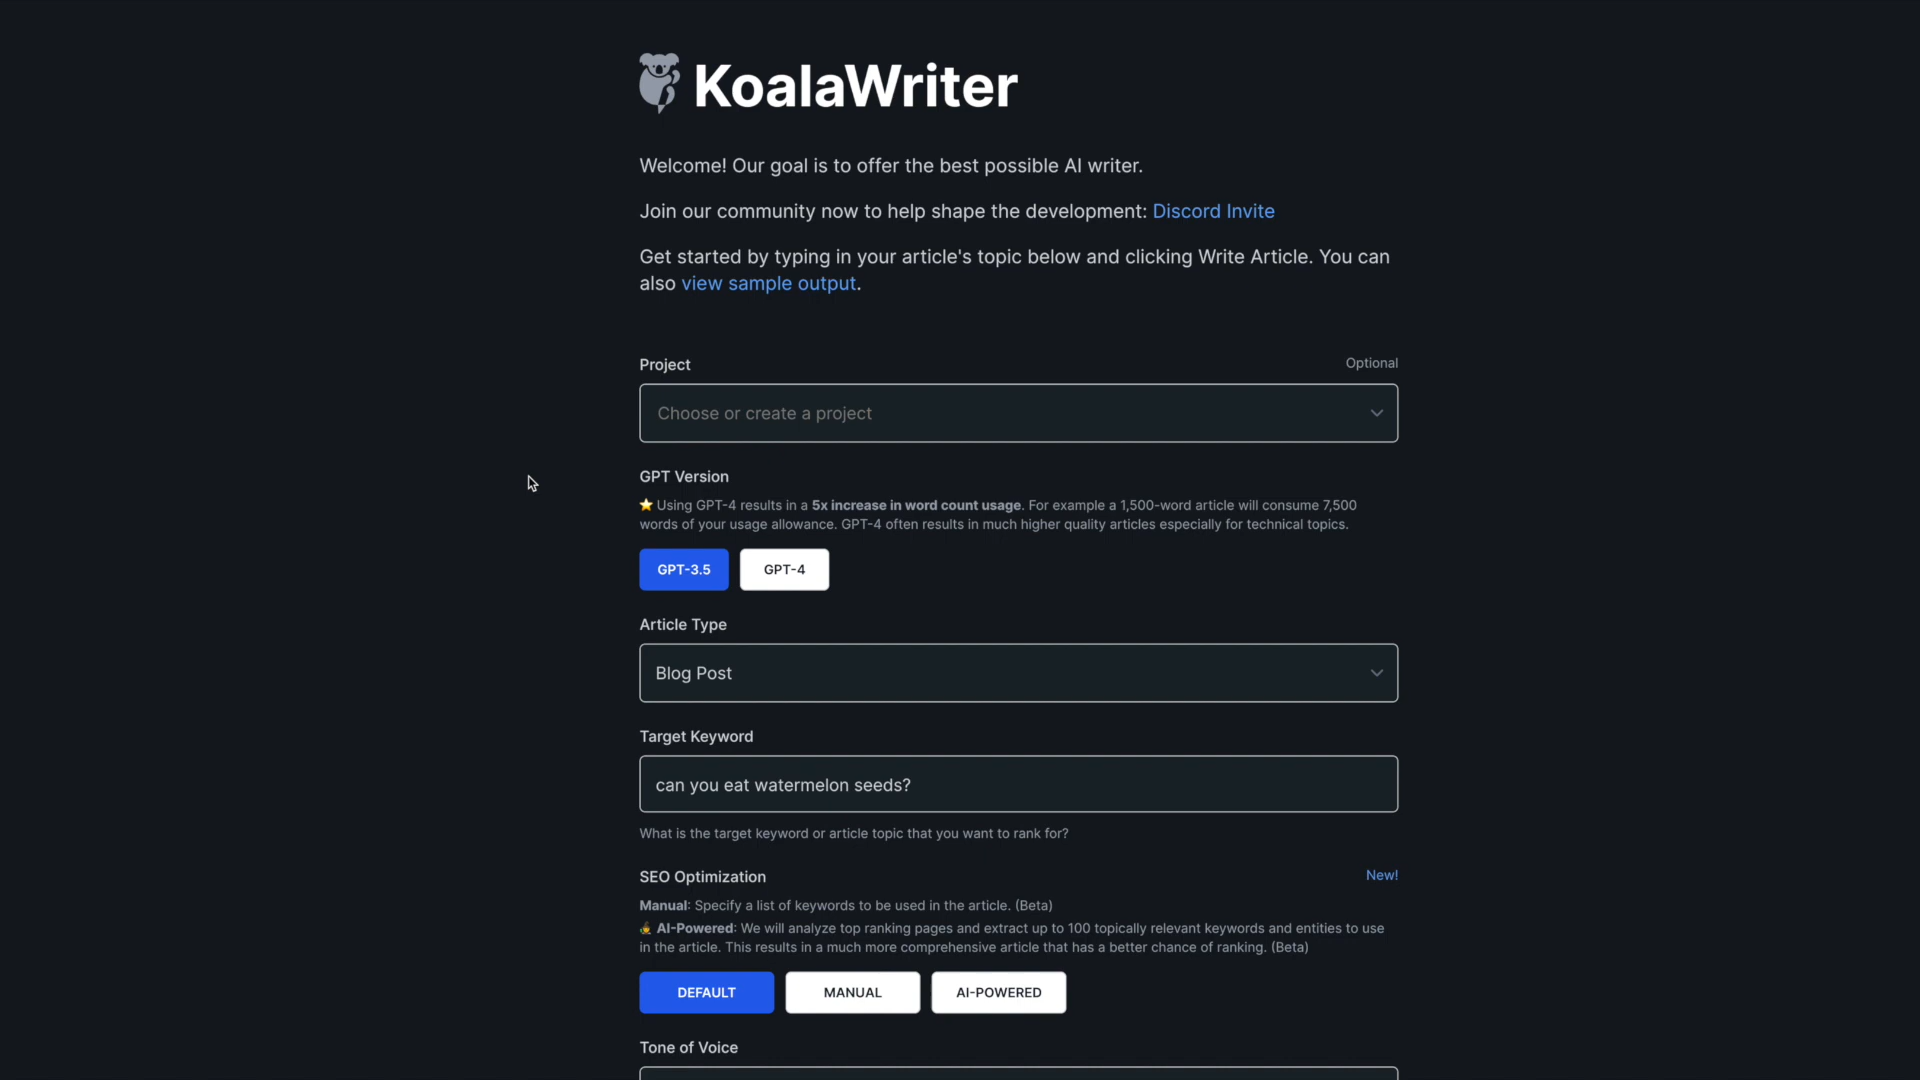 KoalaWriter
Welcome! Our goal is to offer the best possible AI writer.
Join our community now to help shape the development: Discord Invite
Get started by typing in your article's topic below and clicking Write Article. You can
also view sample output.
Project
Optional
Choose or create a project
GPT Version
⭐ Using GPT-4 results in a 5x increase in word count usage. For example a 1,500-word article will consume 7,500
words of your usage allowance. GPT-4 often results in much higher quality articles especially for technical topics.
GPT-3.5
GPT-4
Article Type
Blog Post
Target Keyword
can you eat watermelon seeds?
What is the target keyword or article topic that you want to rank for?
SEO Optimization
New!
Manual: Specify a list of keywords to be used in the article. (Beta)
AI-Powered: We will analyze top ranking pages and extract up to 100 topically relevant keywords and entities to use
in the article. This results in a much more comprehensive article that has a better chance of ranking. (Beta)
DEFAULT
MANUAL
AI-POWERED
Tone of Voice